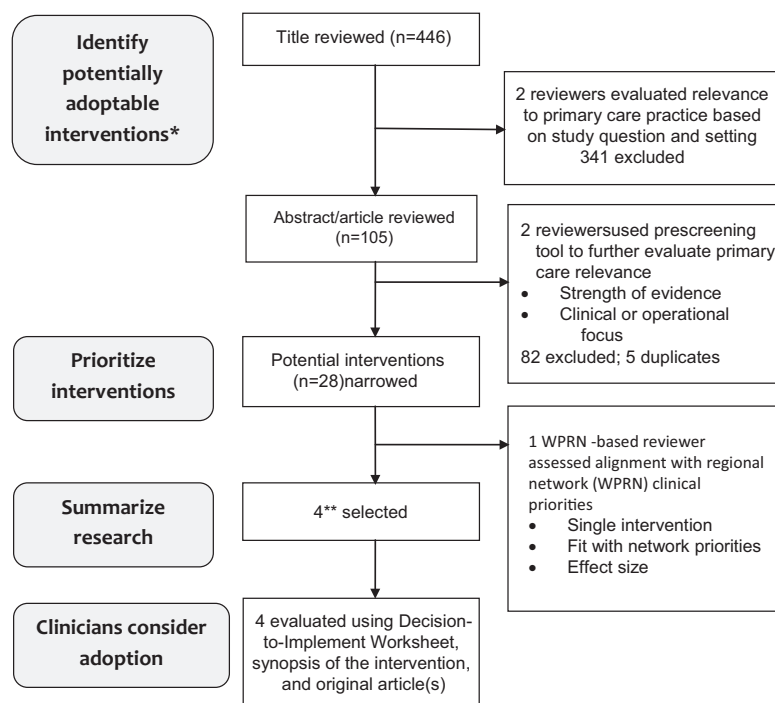 Identify
potentially
adoptable
interventions*
Title reviewed (n=446)
2 reviewers evaluated relevance
to primary care practice based
on study question and setting
341 excluded
Abstract/article reviewed
(n=105)
2 reviewersused prescreening
tool to further evaluate primary
care relevance
• Strength of evidence
• Clinical or operational
focus
82 excluded; 5 duplicates
Prioritize
interventions
Potential interventions
(n=28)narrowed
1 WPRN -based reviewer
assessed alignment with regional
network (WPRN) clinical
priorities
• Single intervention
• Fit with network priorities
• Effect size
Summarize
research
4** selected
Clinicians consider
adoption
4 evaluated using Decision-
to-Implement Worksheet,
synopsis of the intervention,
and original article(s)